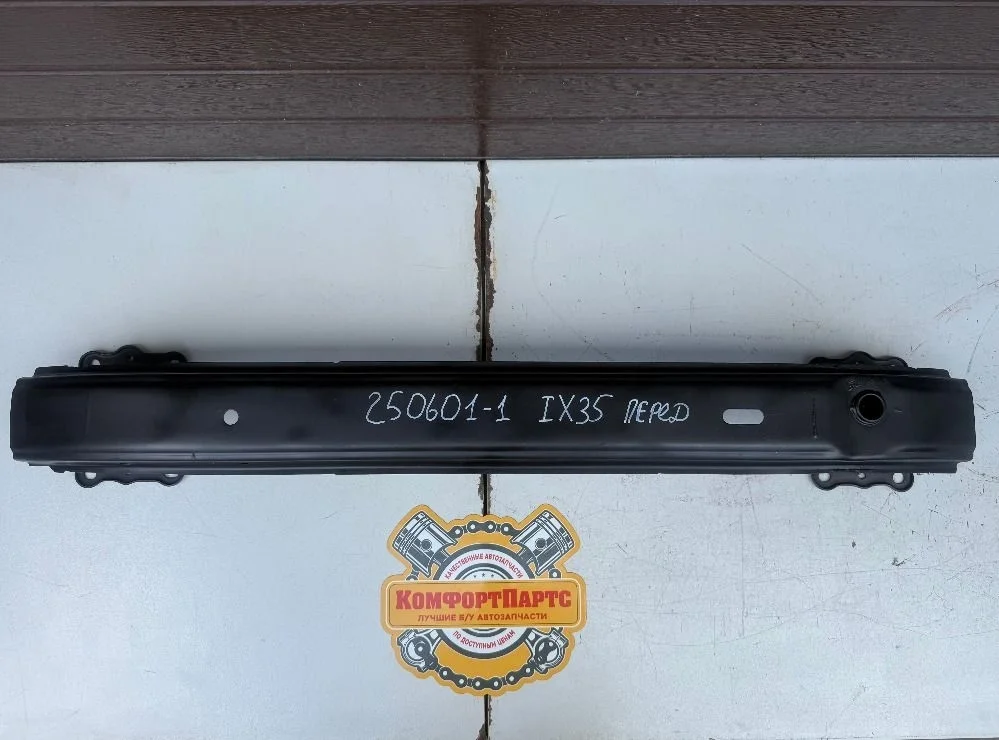 250601-1 IX35 ПЕРЕД
КАЧЕСТВЕННЫЕ АВТОЗАПЧАСТИ
КОМФОРТПАРТС
ЛУЧШИЕ Б/У АВТОЗАПЧАСТИ
ПО ДОСТУПНЫМ ЦЕНАМ